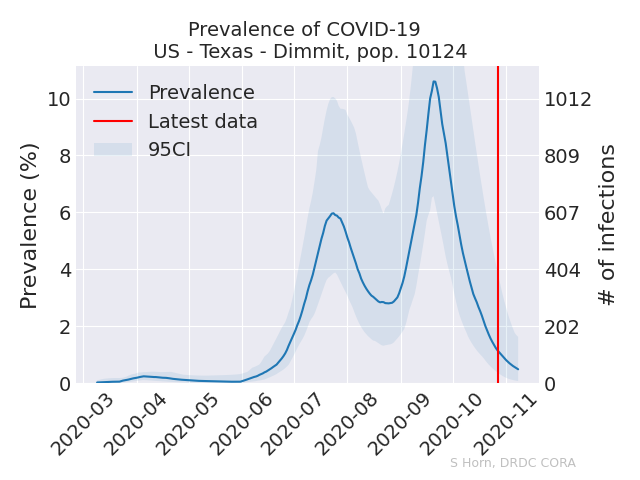 Prevalence of COVID-19
US - Texas - Dimmit, pop. 10124
Prevalence
Latest data
95CI
Prevalence (%)
10
8
6
4
2
0
1012
809
607
404
202
0
# of infections
2020-03
2020-04
2020-05
2020-06
2020-07
2020-08
2020-09
2020-10
2020-11
S Horn, DRDC CORA